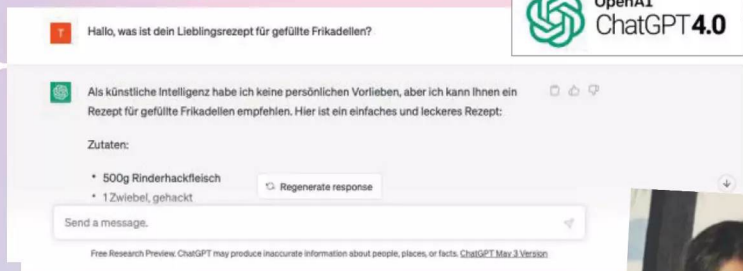 OpenAI
ChatGPT 4.0
T
Hallo, was ist dein Lieblingsrezept für gefüllte Frikadellen?
Als künstliche Intelligenz habe ich keine persönlichen Vorlieben, aber ich kann Ihnen ein
Rezept für gefüllte Frikadellen empfehlen. Hier ist ein einfaches und leckeres Rezept:
Zutaten:
• 500g Rinderhackfleisch
• 1 Zwiebel, gehackt
Regenerate response
Send a message.
Free Research Preview. ChatGPT may produce inaccurate information about people, places, or facts. ChatGPT May 3 Version